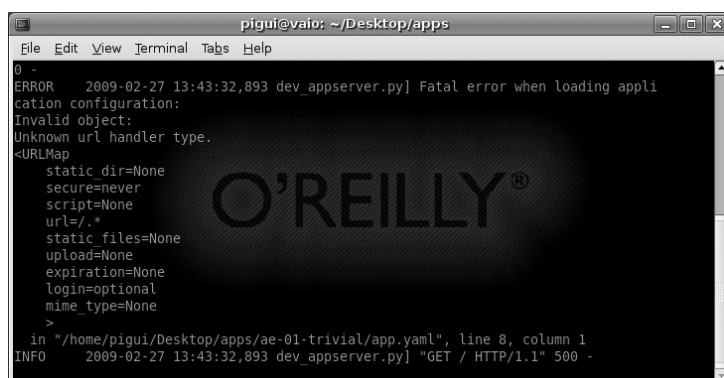 pigui@vaio: ~/Desktop/apps
File Edit View Terminal Tabs Help
0 -
ERROR    2009-02-27 13:43:32,893 dev_appserver.py] Fatal error when loading appli
cation configuration:
Invalid object:
Unknown url handler type.
<URLMap
    static_dir=None
    secure=never
    script=None
    url=/.*
    static_files=None
    upload=None
    expiration=None
    login=optional
    mime_type=None
    >
  in "/home/pigui/Desktop/apps/ae-01-trivial/app.yaml", line 8, column 1
INFO     2009-02-27 13:43:32,893 dev_appserver.py] "GET / HTTP/1.1" 500 -
O'REILLY®